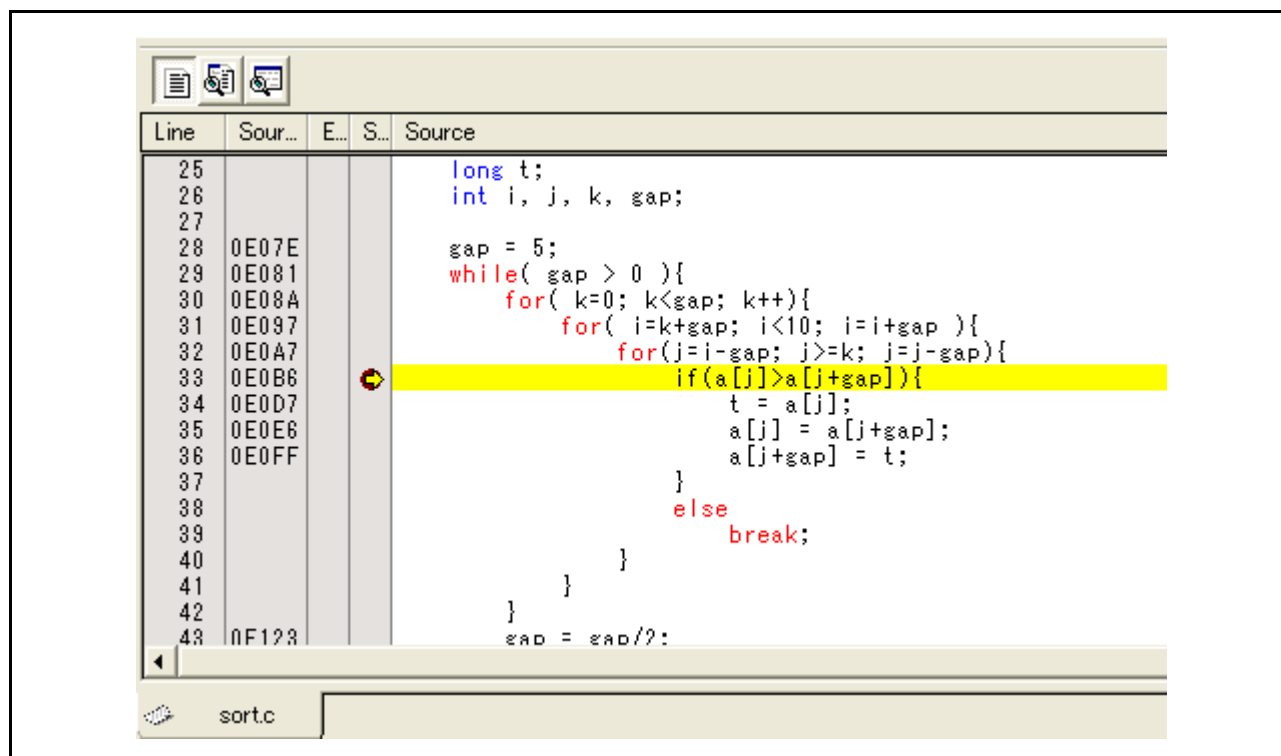 Line Sour... E... S... Source
25 long t;
26 int i, j, k, gap;
27
28 0E07E gap = 5;
29 0E081 while( gap > 0 ){
30 0E08A for( k=0; k<gap; k++){
31 0E097 for( i=k+gap; i<10; i=i+gap ){
32 0E0A7 for(j=i-gap; j>=k; j=j-gap){
33 0E0B6 if(a[j]>a[j+gap]){
34 0E0D7 t = a[j];
35 0E0E6 a[j] = a[j+gap];
36 0E0FF a[j+gap] = t;
37 }
38 else
39 break;
40 }
41 }
42 }
43 0E123 gap = gap/2;
sort.c